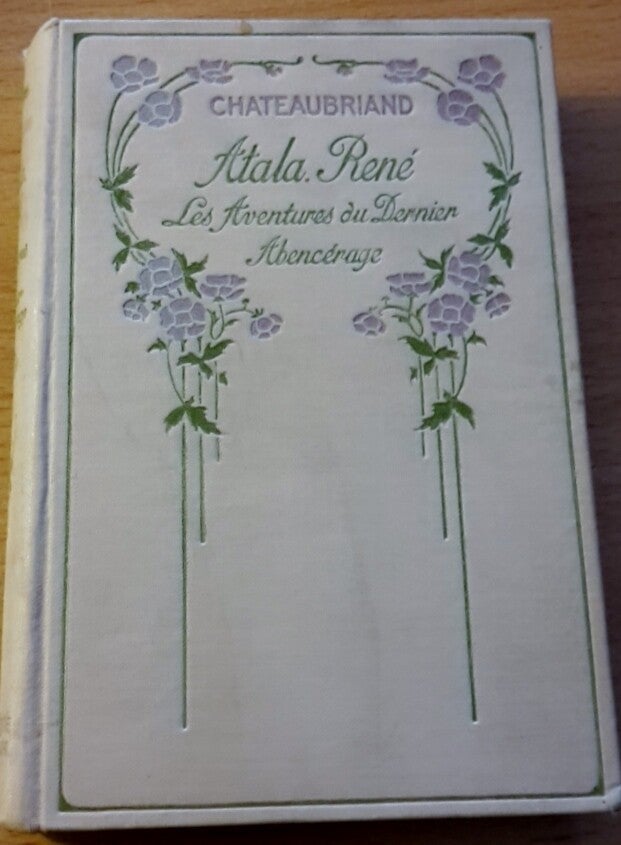 CHATEAUBRIAND
Atala. René
Les Aventures du Dernier
Abencérage